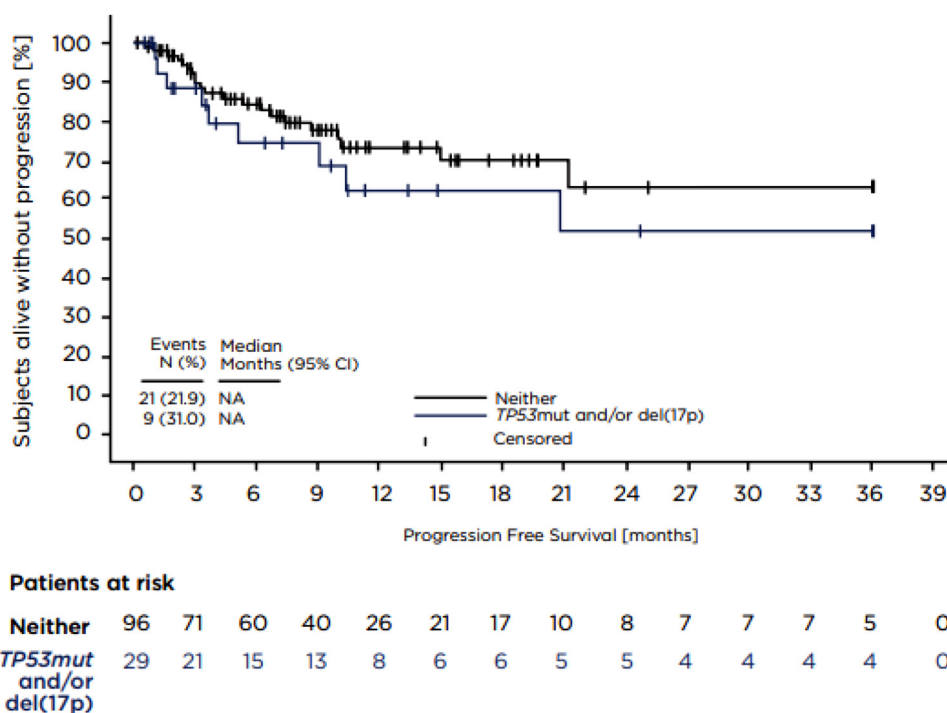 Subjects alive without progression [%]
100
90
80
70
60
50
40
30
20
10
0
Events Median
N (%) Months (95% CI)
21 (21.9) NA
9 (31.0) NA
Neither
TP53mut and/or del(17p)
Censored
0 3 6 9 12 15 18 21 24 27 30 33 36 39
Progression Free Survival [months]
Patients at risk
Neither 96 71 60 40 26 21 17 10 8 7 7 7 5 0
TP53mut 29 21 15 13 8 6 6 5 5 4 4 4 4 0
and/or
del(17p)